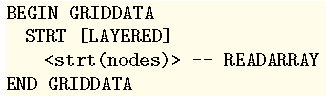 BEGIN GRIDDATA
  STRT [LAYERED]
    <strt(nodes)> -- READARRAY
END GRIDDATA